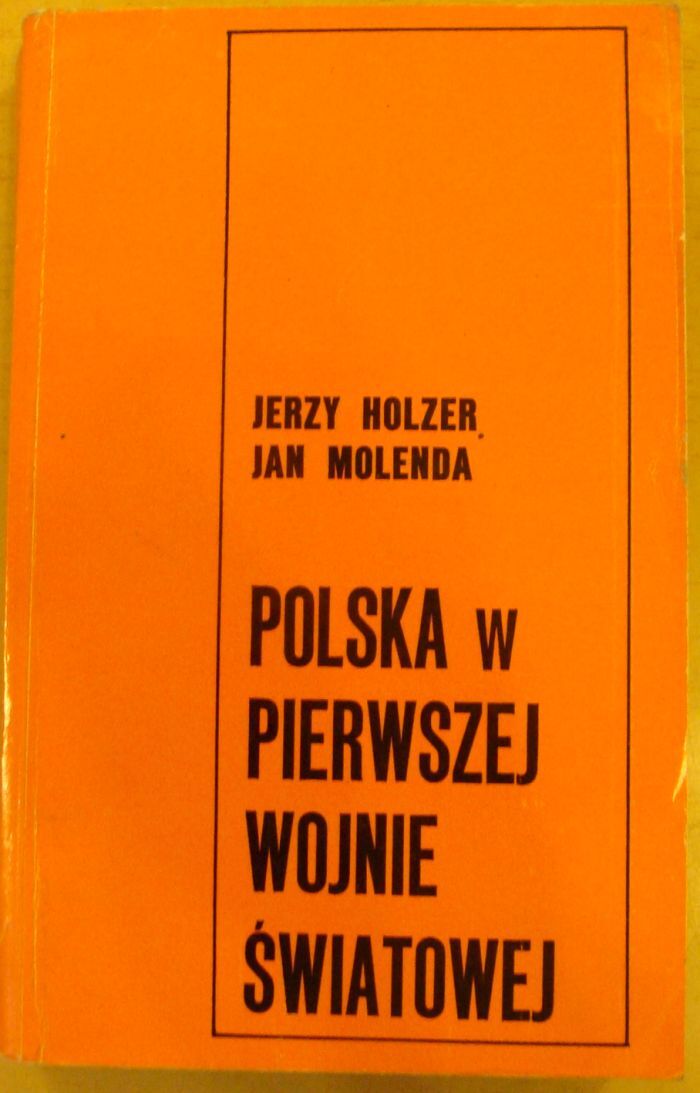 JERZY HOLZER
JAN MOLENDA
POLSKA W
PIERWSZEJ
WOJNIE
ŚWIATOWEJ